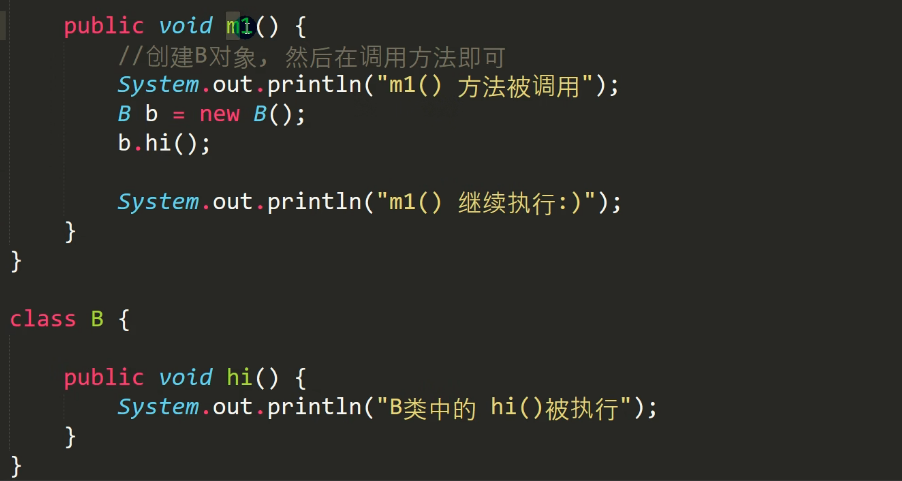 public void m1() {
//创建B对象, 然后在调用方法即可
System.out.println("m1() 方法被调用");
B b = new B();
b.hi();
System.out.println("m1() 继续执行:)");
}
}
class B {
public void hi() {
System.out.println("B类中的 hi()被执行");
}
}